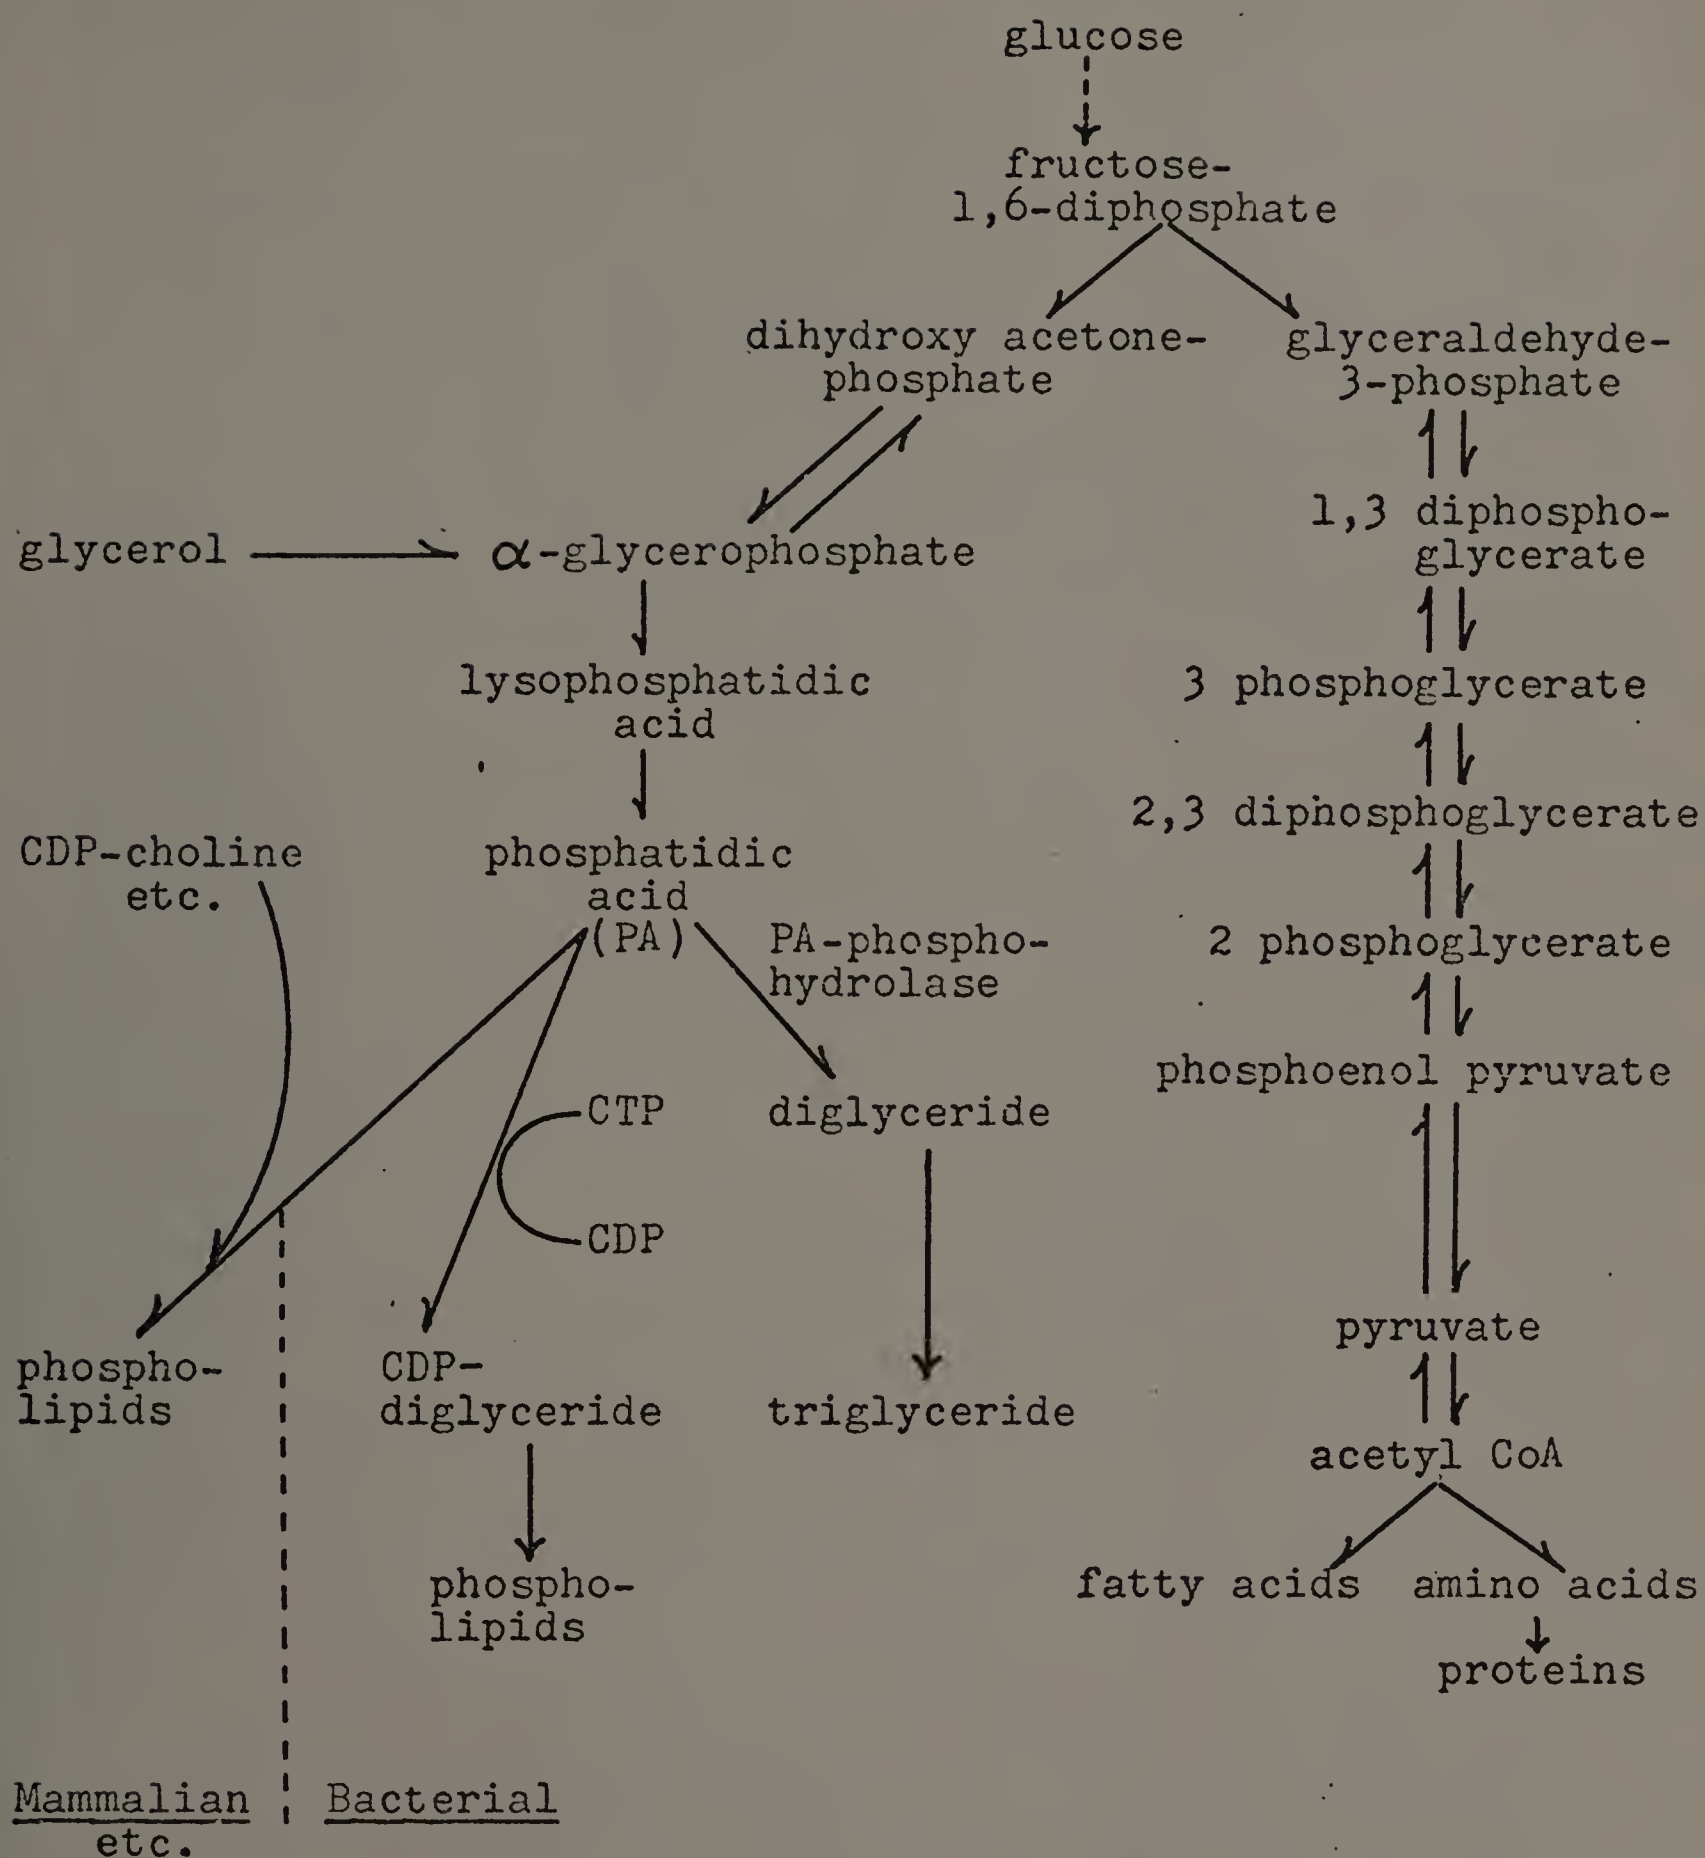 glucose
fructose-
1,6-diphosphate
dihydroxy acetone-
phosphate
glyceraldehyde-
3-phosphate
1,3 diphospho-
glycerate
glycerol
α-glycerophosphate
lysophosphatidic
acid
3 phosphoglycerate
2,3 diphosphoglycerate
CDP-choline
etc.
phosphatidic
acid
(PA)
PA-phospho-
hydrolase
2 phosphoglycerate
phosphoenol pyruvate
CTP
diglyceride
CDP
pyruvate
phospho-
lipids
CDP-
diglyceride
triglyceride
acetyl CoA
fatty acids
amino acids
phospho-
lipids
proteins
Mammalian
etc.
Bacterial